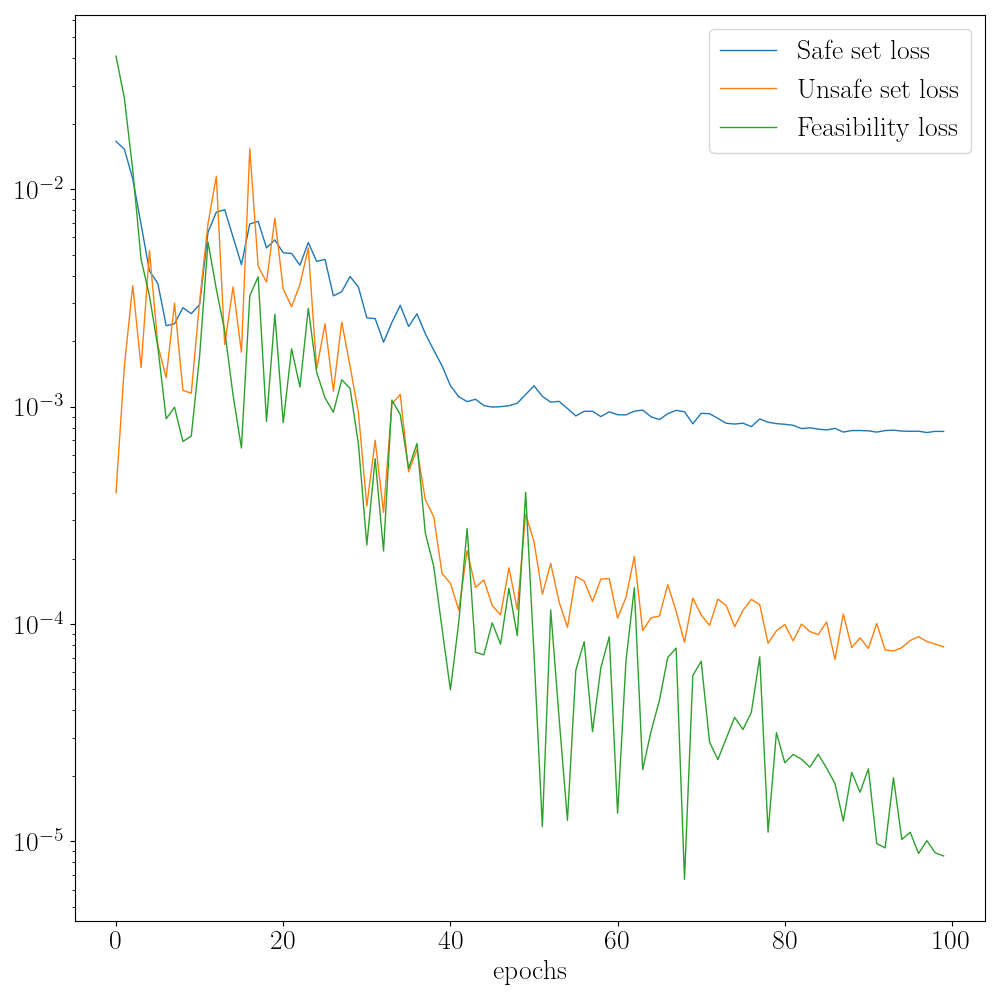 Safe set loss
Unsafe set loss
Feasibility loss
10⁻²
10⁻³
10⁻⁴
10⁻⁵
0 20 40 60 80 100
epochs